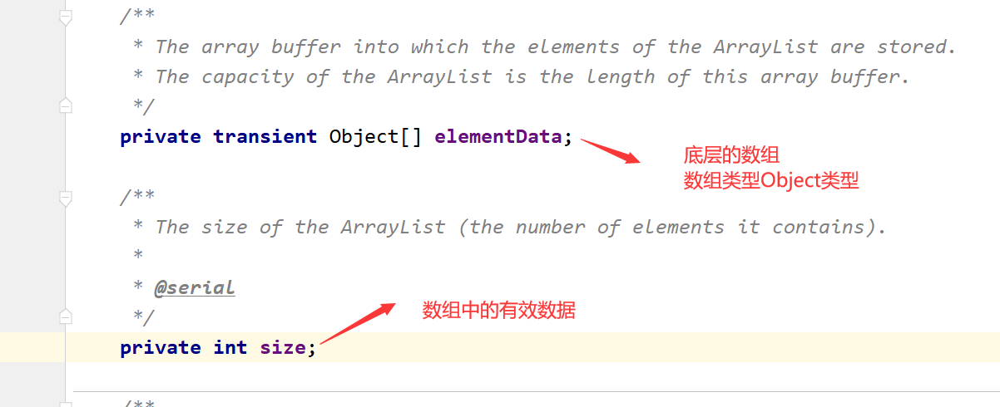 /**
* The array buffer into which the elements of the ArrayList are stored.
* The capacity of the ArrayList is the length of this array buffer.
*/
private transient Object[] elementData;
底层的数组
数组类型Object类型
/**
* The size of the ArrayList (the number of elements it contains).
*
* @serial
*/
数组中的有效数据
private int size;
/**